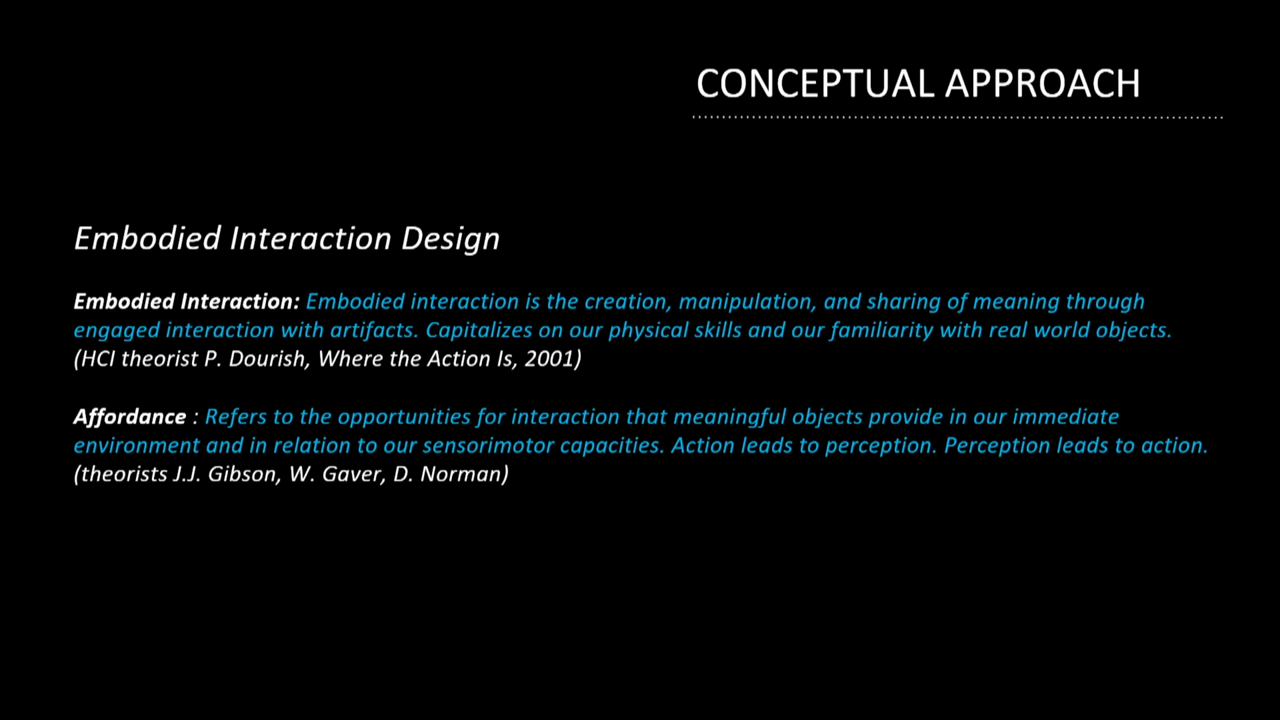 CONCEPTUAL APPROACH
Embodied Interaction Design
Embodied Interaction: Embodied interaction is the creation, manipulation, and sharing of meaning through
engaged interaction with artifacts. Capitalizes on our physical skills and our familiarity with real world objects.
(HCI theorist P. Dourish, Where the Action Is, 2001)
Affordance : Refers to the opportunities for interaction that meaningful objects provide in our immediate
environment and in relation to our sensorimotor capacities. Action leads to perception. Perception leads to action.
(theorists J.J. Gibson, W. Gaver, D. Norman)